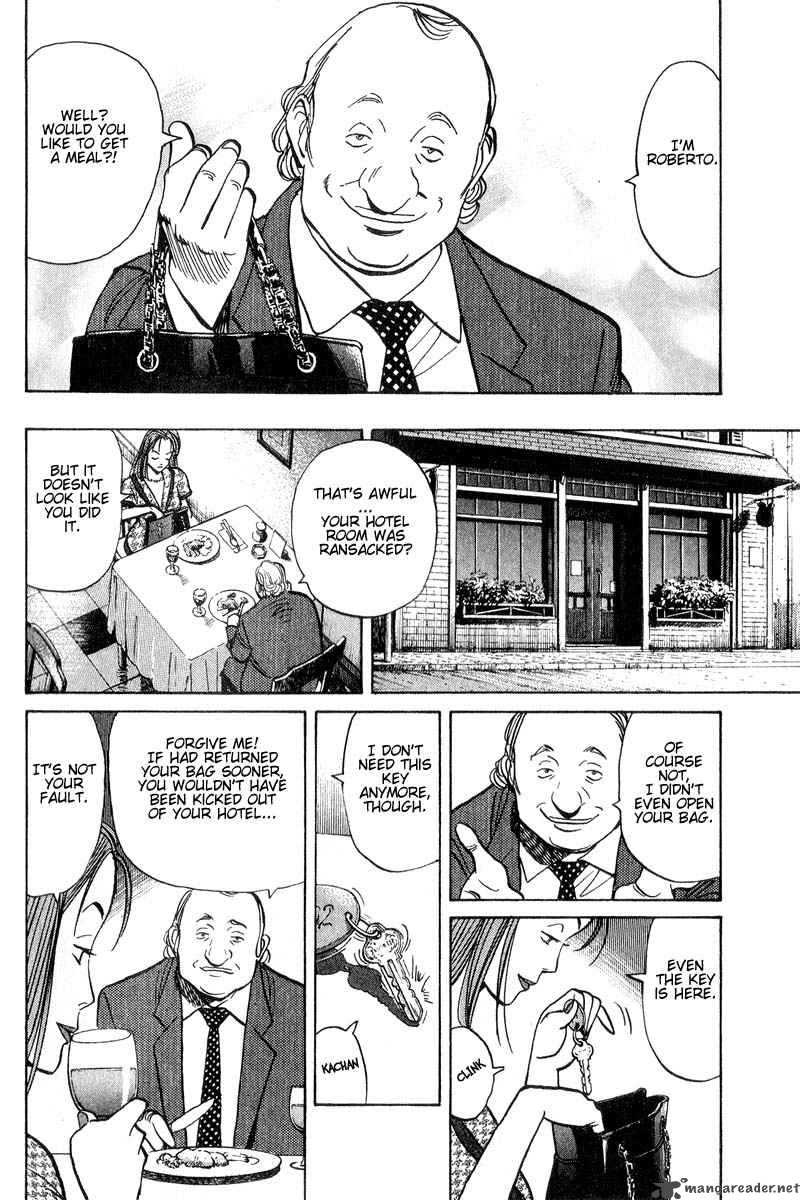 I'M
ROBERTO.
WELL?
WOULD YOU
LIKE TO GET
A MEAL?!
THAT'S AWFUL
...
YOUR HOTEL
ROOM WAS
RANSACKED?
BUT IT
DOESN'T
LOOK LIKE
YOU DID
IT.
OF
COURSE
NOT,
I DIDN'T
EVEN OPEN
YOUR BAG.
EVEN
THE KEY
IS HERE.
CLINK
I DON'T
NEED THIS
KEY
ANYMORE,
THOUGH.
02
KACHAN
FORGIVE ME!
IF HAD RETURNED
YOUR BAG SOONER,
YOU WOULDN'T HAVE
BEEN KICKED OUT
OF YOUR HOTEL...
IT'S NOT
YOUR
FAULT.
mangareader.net